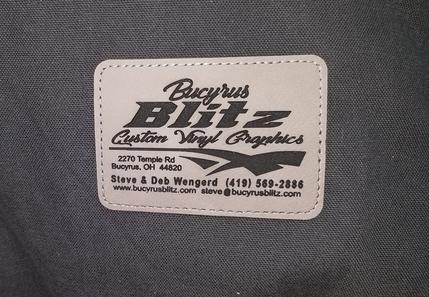 Bucyrus
Blitz
Custom Vinyl Graphics
2270 Temple Rd
Bucyrus, OH 44820
Steve & Deb Wengerd (419) 569-2886
www.bucyrusblitz.com steve@bucyrusblitz.com